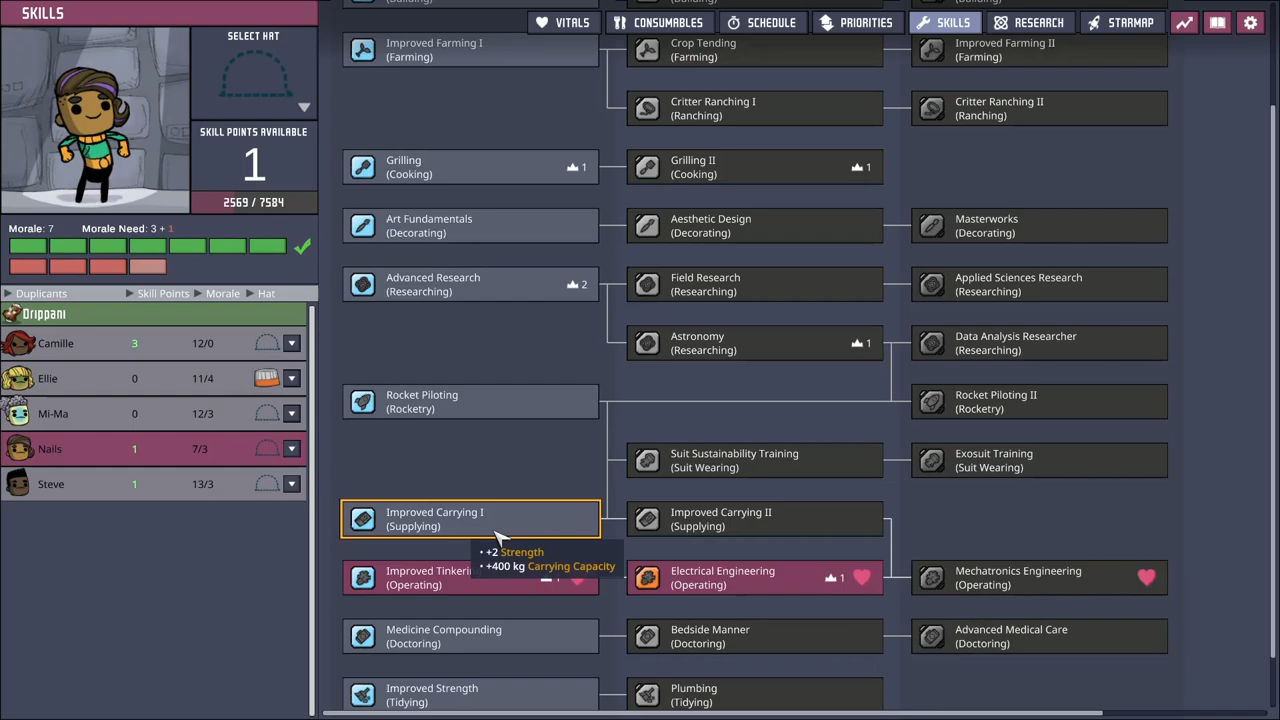 SKILLS
VITALS
CONSUMABLES
SCHEDULE
PRIORITIES
SKILLS
RESEARCH
STARMAP
SELECT HAT
SKILL POINTS AVAILABLE
1
2569 / 7584
Morale: 7
Morale Need: 3 + 1
Duplicants
Skill Points
Morale
Hat
Drippani
Camille 3 12/0
Ellie 0 11/4
Mi-Ma 0 12/3
Nails 1 7/3
Steve 1 13/3
(Building)
(Building)
(Building)
Improved Farming I
(Farming)
Crop Tending
(Farming)
Improved Farming II
(Farming)
Critter Ranching I
(Ranching)
Critter Ranching II
(Ranching)
Grilling
(Cooking)
1
Grilling II
(Cooking)
1
Art Fundamentals
(Decorating)
Aesthetic Design
(Decorating)
Masterworks
(Decorating)
Advanced Research
(Researching)
2
Field Research
(Researching)
Applied Sciences Research
(Researching)
Astronomy
(Researching)
1
Data Analysis Researcher
(Researching)
Rocket Piloting
(Rocketry)
Rocket Piloting II
(Rocketry)
Suit Sustainability Training
(Suit Wearing)
Exosuit Training
(Suit Wearing)
Improved Carrying I
(Supplying)
Improved Carrying II
(Supplying)
• +2 Strength
• +400 kg Carrying Capacity
Improved Tinkerin
(Operating)
Electrical Engineering
(Operating)
1
Mechatronics Engineering
(Operating)
Medicine Compounding
(Doctoring)
Bedside Manner
(Doctoring)
Advanced Medical Care
(Doctoring)
Improved Strength
(Tidying)
Plumbing
(Tidying)